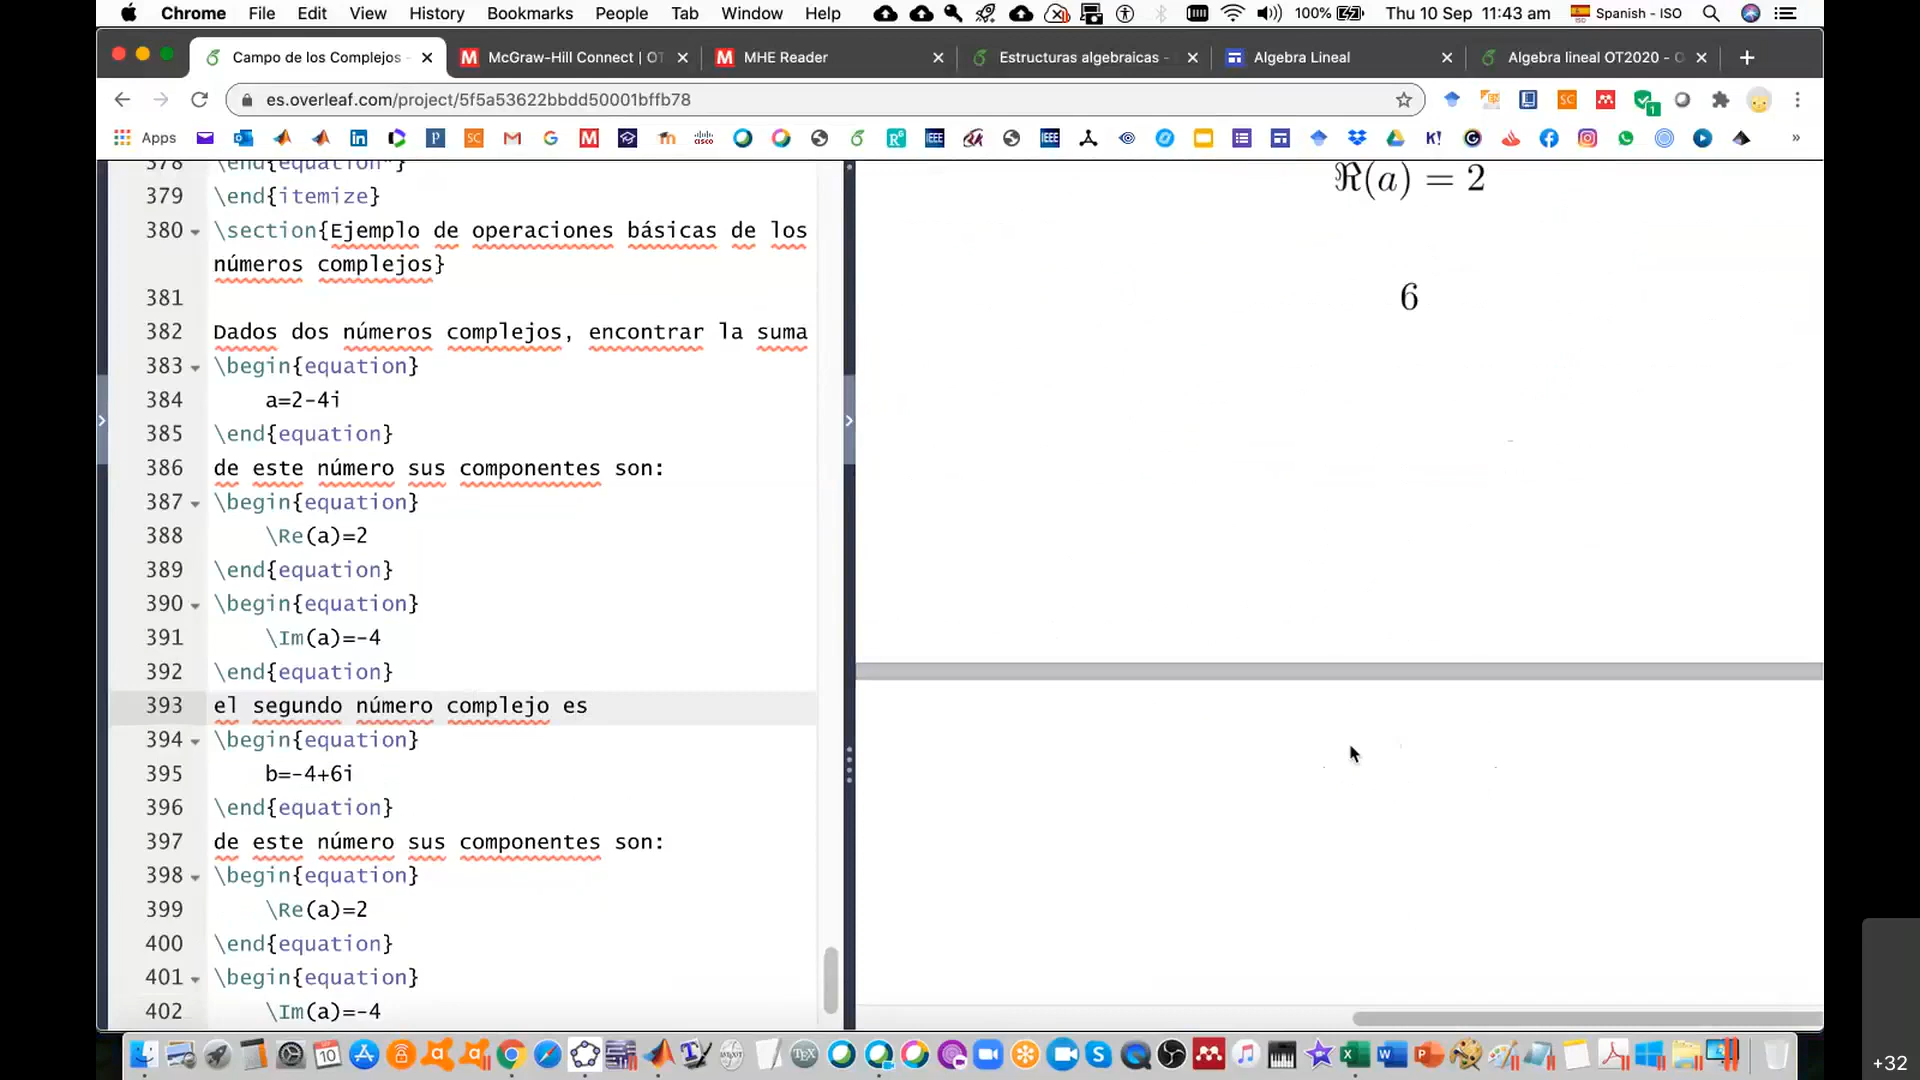 Chrome File Edit View History Bookmarks People Tab Window Help 100% Thu 10 Sep 11:43 am Spanish - ISO
Campo de los Complejos - McGraw-Hill Connect | OT MHE Reader Estructuras algebraicas - Algebra Lineal Algebra lineal OT2020 - O
es.overleaf.com/project/5f5a53622bbdd50001bffb78
Apps
378 \end{equation*}
379 \end{itemize}
380 \section{Ejemplo de operaciones básicas de los
números complejos}
381
382 Dados dos números complejos, encontrar la suma
383 \begin{equation}
384 a=2-4i
385 \end{equation}
386 de este número sus componentes son:
387 \begin{equation}
388 \Re(a)=2
389 \end{equation}
390 \begin{equation}
391 \Im(a)=-4
392 \end{equation}
393 el segundo número complejo es
394 \begin{equation}
395 b=-4+6i
396 \end{equation}
397 de este número sus componentes son:
398 \begin{equation}
399 \Re(a)=2
400 \end{equation}
401 \begin{equation}
402 \Im(a)=-4
ℜ(a) = 2
6
+32